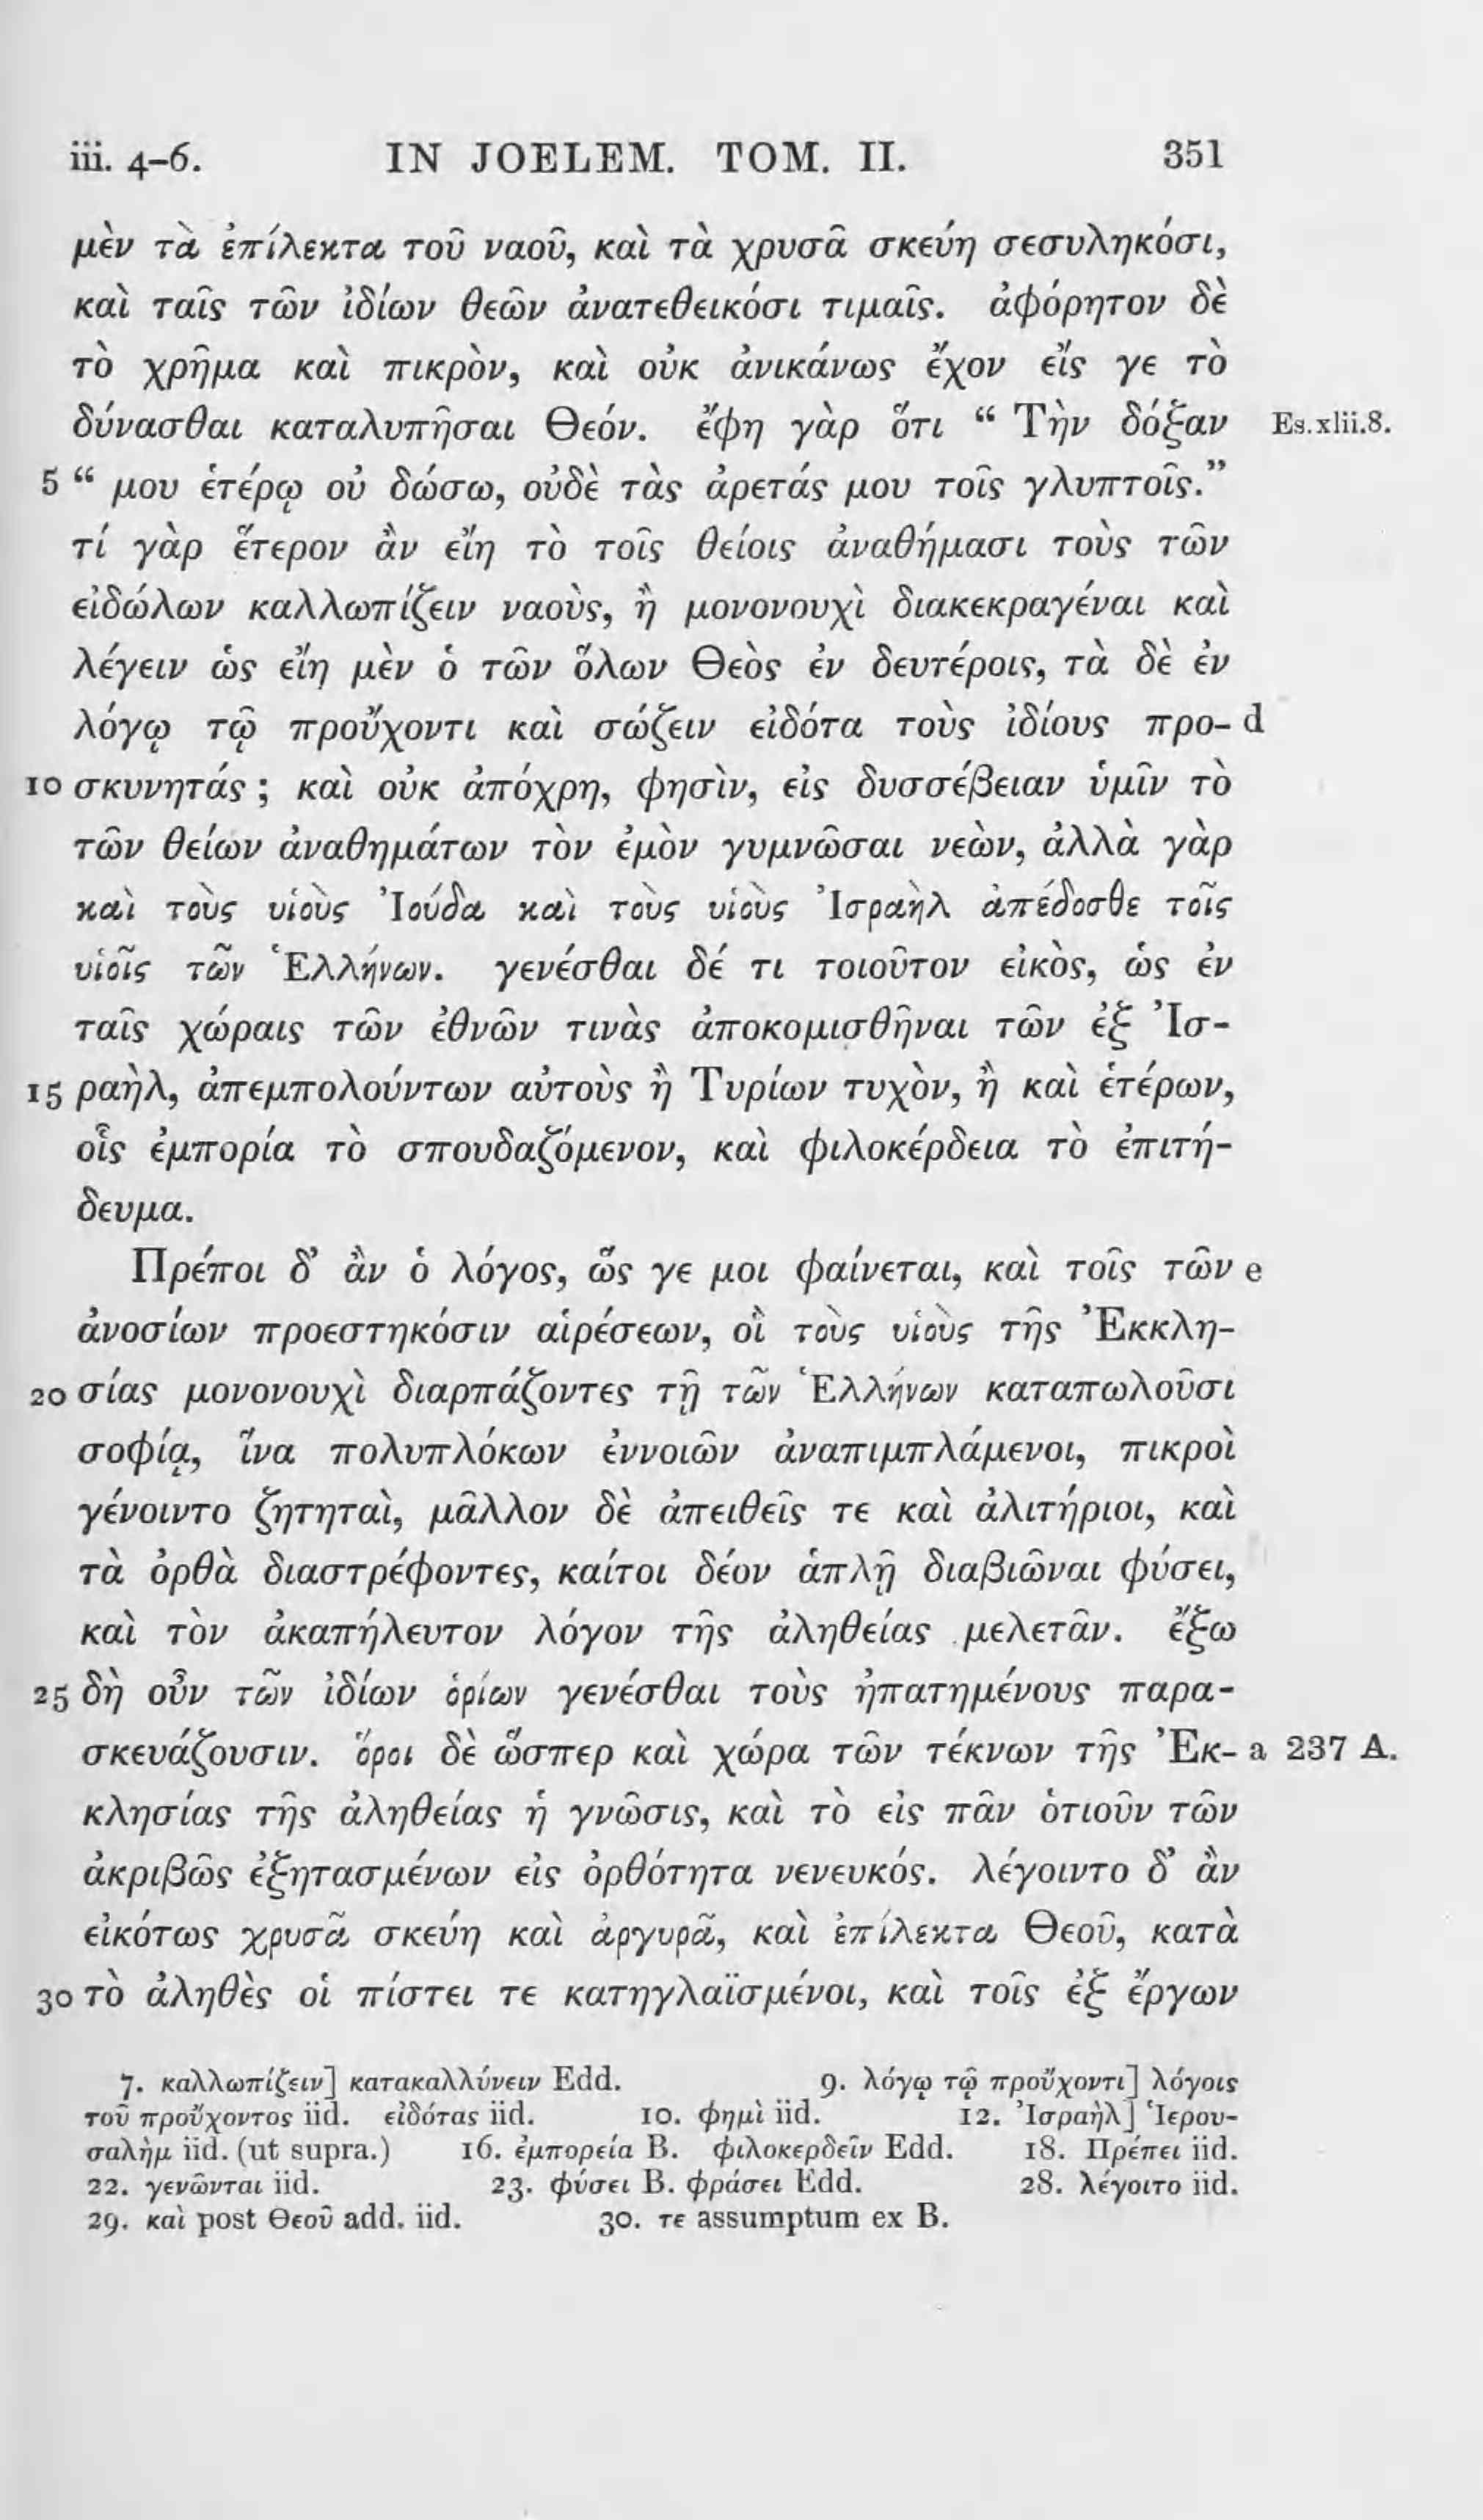 iii. 4–6. IN JOELEM. TOM. II. 351
μὲν τὰ ἐπίλεκτα τοῦ ναοῦ, καὶ τὰ χρυσᾶ σκεύη σεσυληκόσι,
καὶ ταῖς τῶν ἰδίων θεῶν ἀνατεθεικόσι τιμαῖς. ἀφόρητον δὲ
τὸ χρῆμα καὶ πικρὸν, καὶ οὐκ ἀνικάνως ἔχον εἴς γε τὸ
δύνασθαι καταλυπῆσαι Θεόν. ἔφη γὰρ ὅτι “ Τὴν δόξαν Es. xlii.8.
5 “ μου ἑτέρῳ οὐ δώσω, οὐδὲ τὰς ἀρετάς μου τοῖς γλυπτοῖς.”
τί γὰρ ἕτερον ἂν εἴη τὸ τοῖς θείοις ἀναθήμασι τοὺς τῶν
εἰδώλων καλλωπίζειν ναοὺς, ἢ μονονουχὶ διακεκραγέναι καὶ
λέγειν ὡς εἴη μὲν ὁ τῶν ὅλων Θεὸς ἐν δευτέροις, τὰ δὲ ἐν
λόγῳ τῷ προὔχοντι καὶ σώζειν εἰδότα τοὺς ἰδίους προ- d
10 σκυνητάς ; καὶ οὐκ ἀπόχρη, φησὶν, εἰς δυσσέβειαν ὑμῖν τὸ
τῶν θείων ἀναθημάτων τὸν ἐμὸν γυμνῶσαι νεὼν, ἀλλὰ γὰρ
καὶ τοὺς υἱοὺς Ἰούδα καὶ τοὺς υἱοὺς Ἰσραὴλ ἀπέδοσθε τοῖς
υἱοῖς τῶν Ἑλλήνων. γενέσθαι δέ τι τοιοῦτον εἰκὸς, ὡς ἐν
ταῖς χώραις τῶν ἐθνῶν τινὰς ἀποκομισθῆναι τῶν ἐξ Ἰσ-
15 ραὴλ, ἀπεμπολούντων αὐτοὺς ἢ Τυρίων τυχὸν, ἢ καὶ ἑτέρων,
οἷς ἐμπορία τὸ σπουδαζόμενον, καὶ φιλοκέρδεια τὸ ἐπιτή-
δευμα.
Πρέποι δ’ ἂν ὁ λόγος, ὥς γε μοι φαίνεται, καὶ τοῖς τῶν e
ἀνοσίων προεστηκόσιν αἱρέσεων, οἳ τοὺς υἱοὺς τῆς Ἐκκλη-
20 σίας μονονουχὶ διαρπάζοντες τῇ τῶν Ἑλλήνων καταπωλοῦσι
σοφίᾳ, ἵνα πολυπλόκων ἐννοιῶν ἀναπιμπλάμενοι, πικροὶ
γένοιντο ζητηταὶ, μᾶλλον δὲ ἀπειθεῖς τε καὶ ἀλιτήριοι, καὶ
τὰ ὀρθὰ διαστρέφοντες, καίτοι δέον ἁπλῇ διαβιῶναι φύσει,
καὶ τὸν ἀκαπήλευτον λόγον τῆς ἀληθείας μελετᾶν. ἔξω
25 δὴ οὖν τῶν ἰδίων ὁρίων γενέσθαι τοὺς ἠπατημένους παρα-
σκευάζουσιν. ὅροι δὲ ὥσπερ καὶ χώρα τῶν τέκνων τῆς Ἐκ- a 237 A.
κλησίας τῆς ἀληθείας ἡ γνῶσις, καὶ τὸ εἰς πᾶν ὁτιοῦν τῶν
ἀκριβῶς ἐξητασμένων εἰς ὀρθότητα νενευκός. λέγοιντο δ’ ἂν
εἰκότως χρυσᾶ σκεύη καὶ ἀργυρᾶ, καὶ ἐπίλεκτα Θεοῦ, κατὰ
30 τὸ ἀληθὲς οἱ πίστει τε κατηγλαϊσμένοι, καὶ τοῖς ἐξ ἔργων
7. καλλωπίζειν] κατακαλλύνειν Edd. 9. λόγῳ τῷ προὔχοντι] λόγοις
τοῦ προὔχοντος iid. εἰδότας iid. 10. φημὶ iid. 12. Ἰσραὴλ] Ἱερου-
σαλὴμ iid. (ut supra.) 16. ἐμπορεία B. φιλοκερδεῖν Edd. 18. Πρέπει iid.
22. γενῶνται iid. 23. φύσει B. φράσει Edd. 28. λέγοιτο iid.
29. καὶ post Θεοῦ add. iid. 30. τε assumptum ex B.